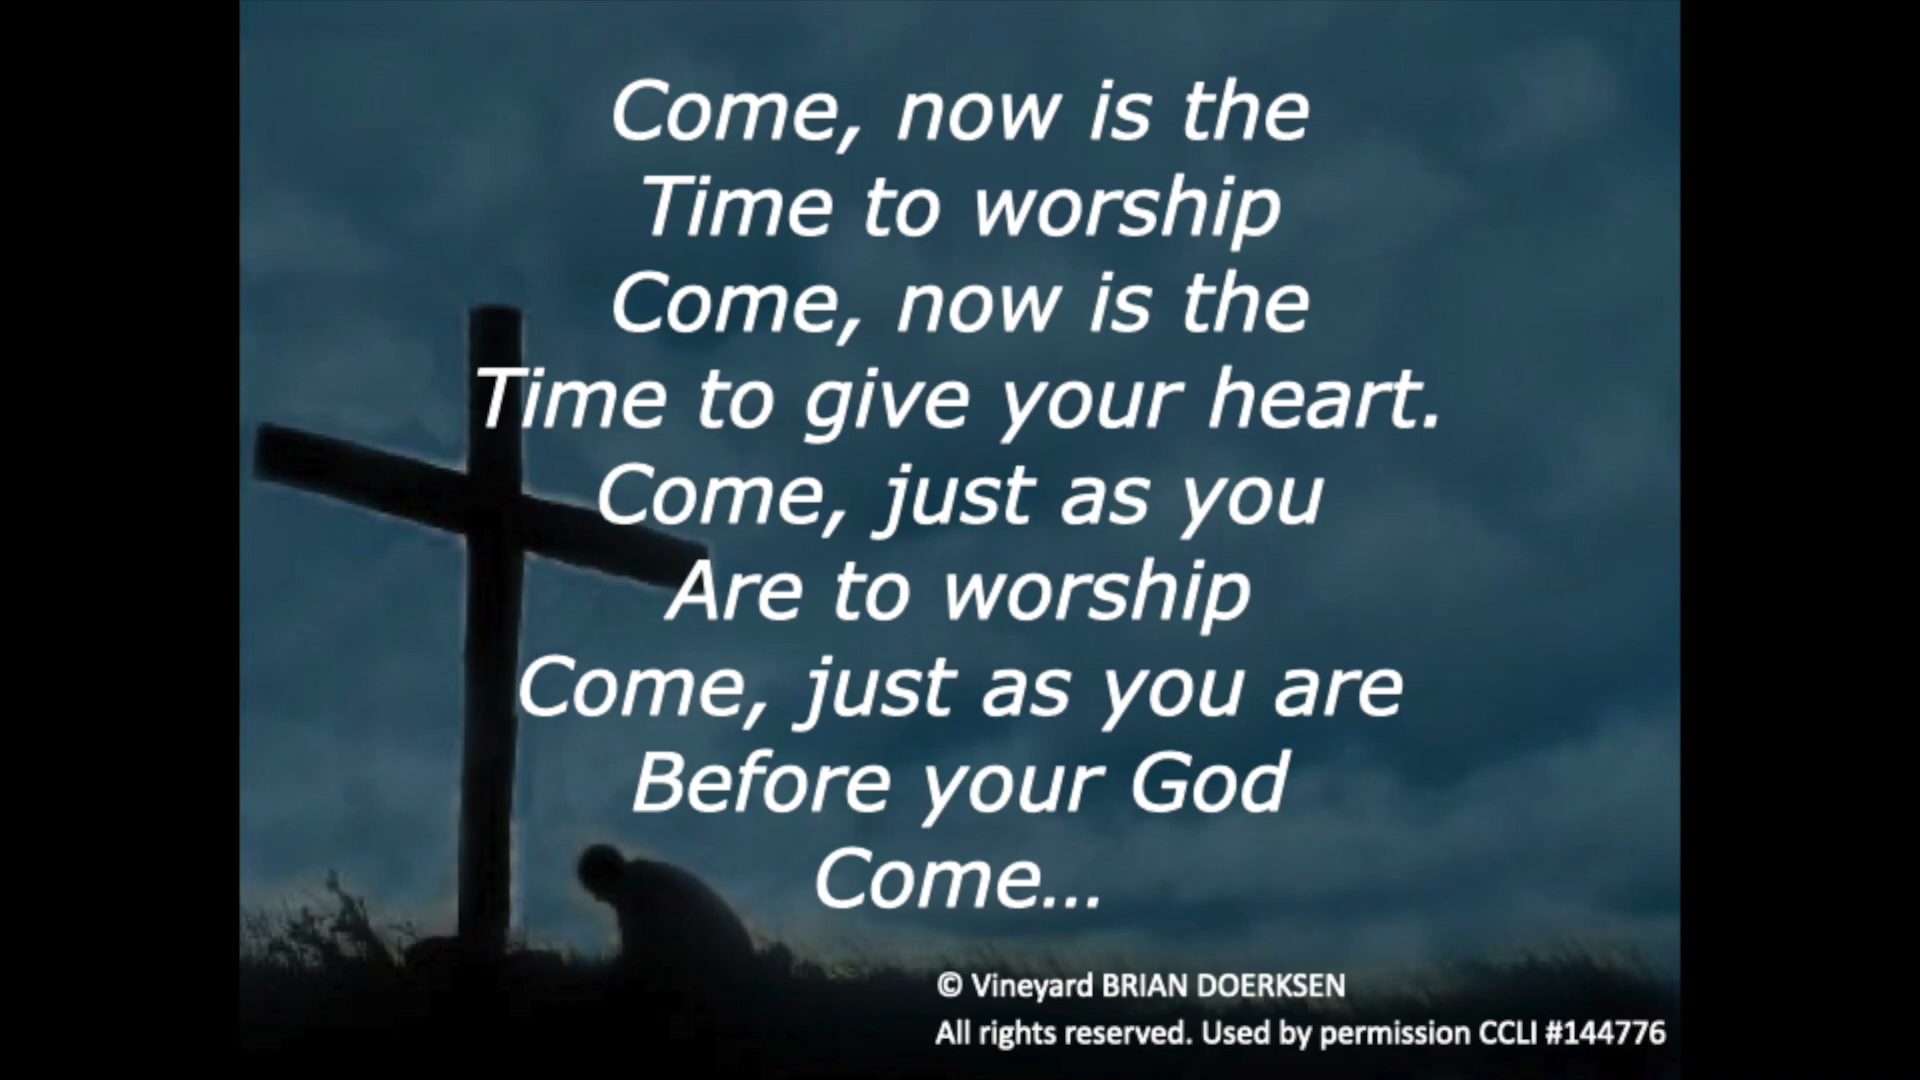 Come, now is the
Time to worship
Come, now is the
Time to give your heart.
Come, just as you
Are to worship
Come, just as you are
Before your God
Come...
© Vineyard BRIAN DOERKSEN
All rights reserved. Used by permission CCLI #144776